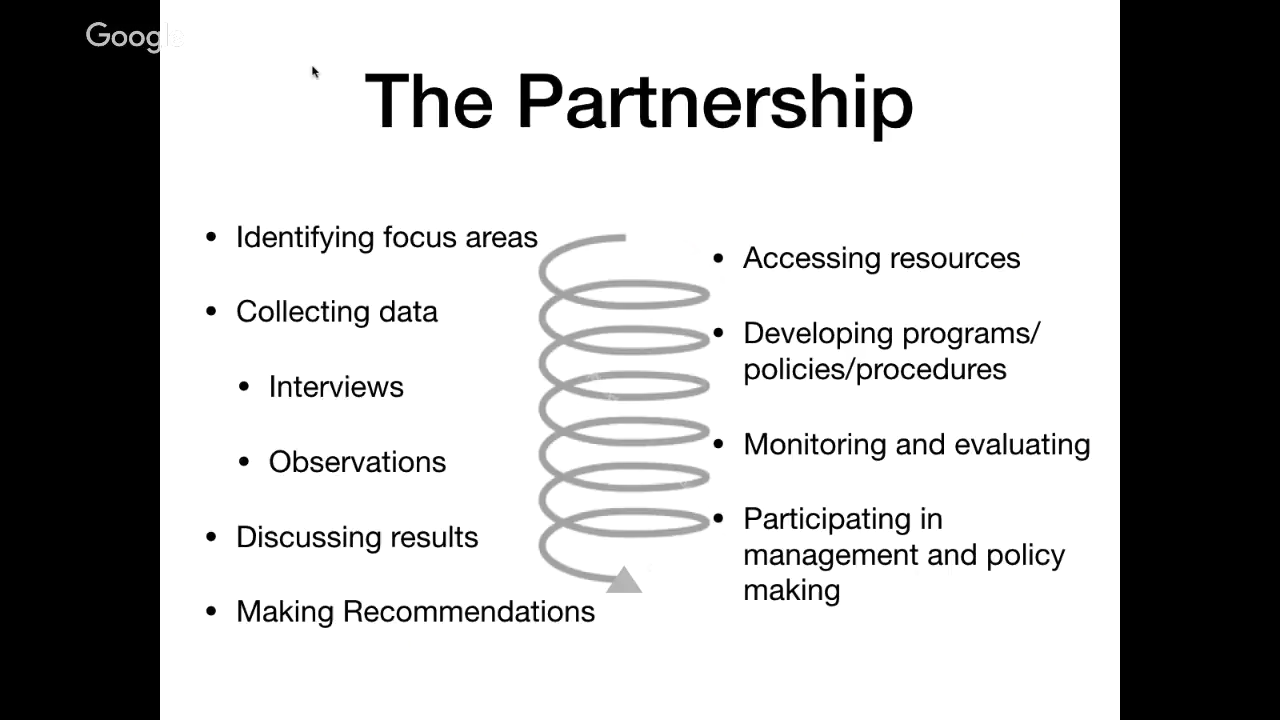 Google
The Partnership
• Identifying focus areas
• Collecting data
• Interviews
• Observations
• Discussing results
• Making Recommendations
• Accessing resources
• Developing programs/
policies/procedures
• Monitoring and evaluating
• Participating in
management and policy
making